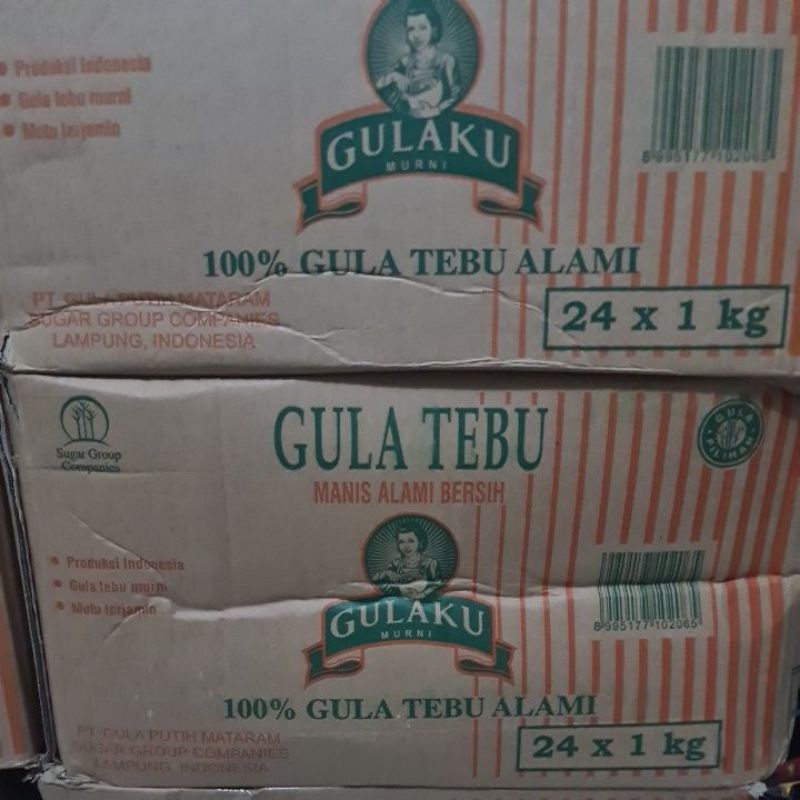 Produksi Indonesia
Gula tebu murni
Mutu terjamin
GULAKU
MURNI
8 995177 102065
100% GULA TEBU ALAMI
PT. GULA PUTIH MATARAM
SUGAR GROUP COMPANIES
LAMPUNG, INDONESIA
24 x 1 kg
Sugar Group
Companies
GULA TEBU
MANIS ALAMI BERSIH
GULA
PILIHAN
Produksi Indonesia
Gula tebu murni
Mutu terjamin
GULAKU
MURNI
8 995177 102065
100% GULA TEBU ALAMI
PT. GULA PUTIH MATARAM
SUGAR GROUP COMPANIES
LAMPUNG, INDONESIA
24 x 1 kg